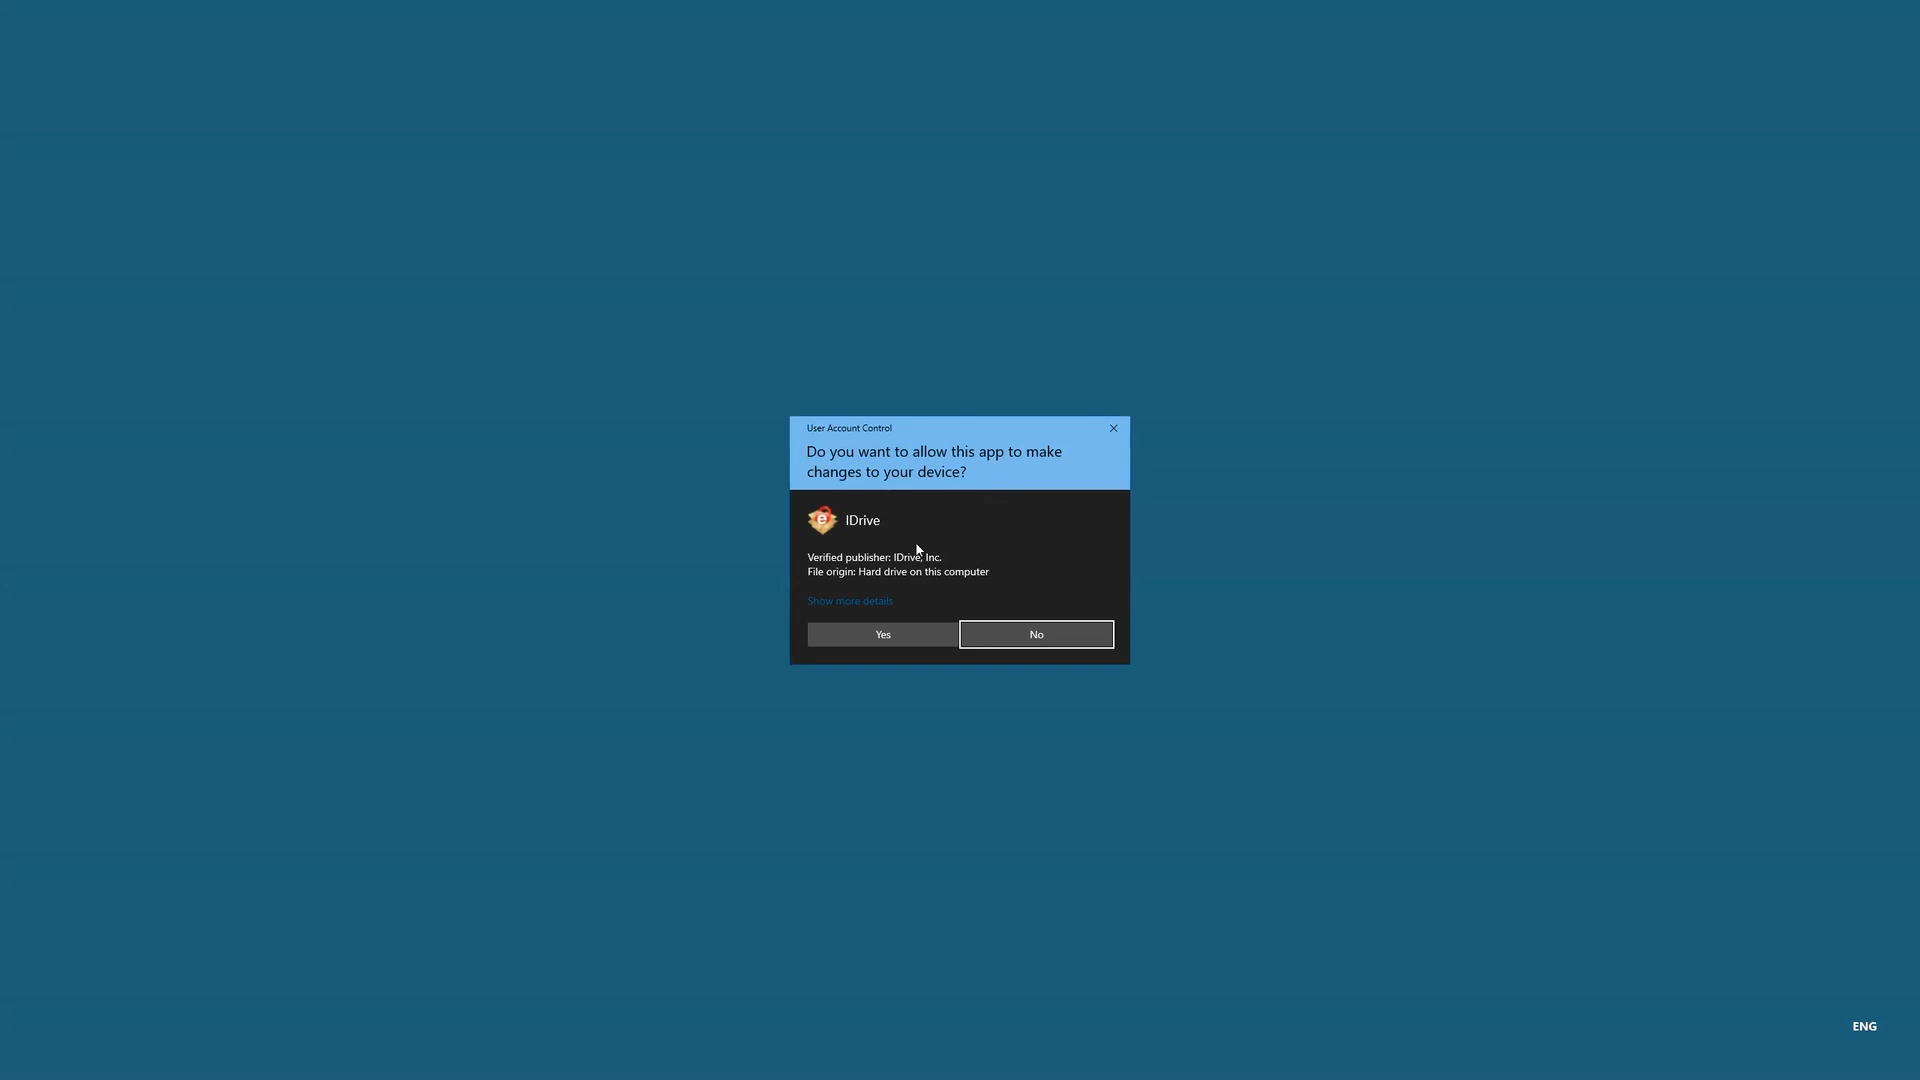 User Account Control
Do you want to allow this app to make
changes to your device?
e
IDrive
Verified publisher: IDrive, Inc.
File origin: Hard drive on this computer
Show more details
Yes
No
ENG